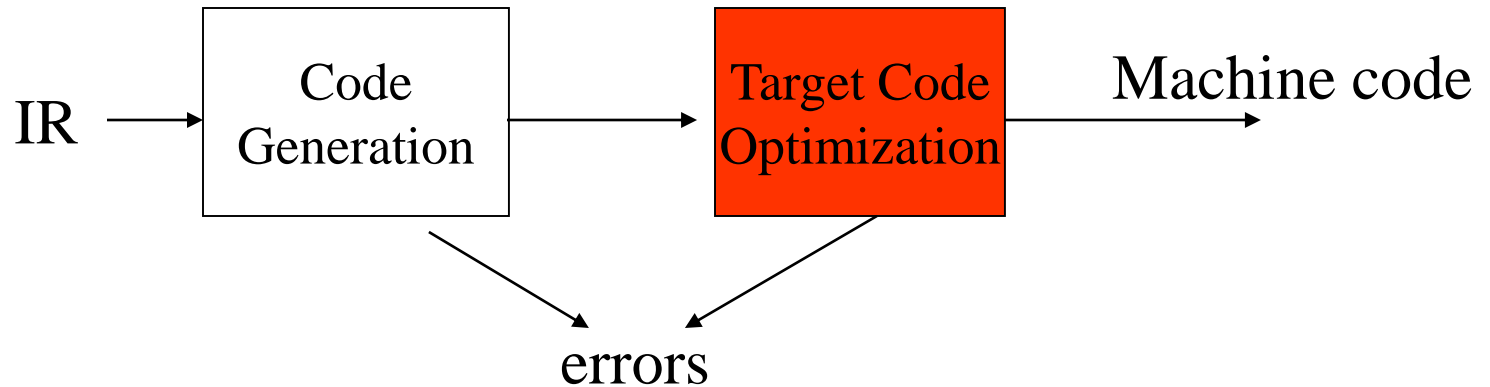 IR
Code
Generation
Target Code
Optimization
Machine code
errors